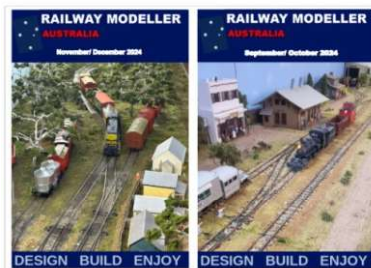 RAILWAY MODELLER
AUSTRALIA
November/ December 2024
DESIGN BUILD ENJOY
RAILWAY MODELLER
AUSTRALIA
September/ October 2024
DESIGN BUILD ENJOY